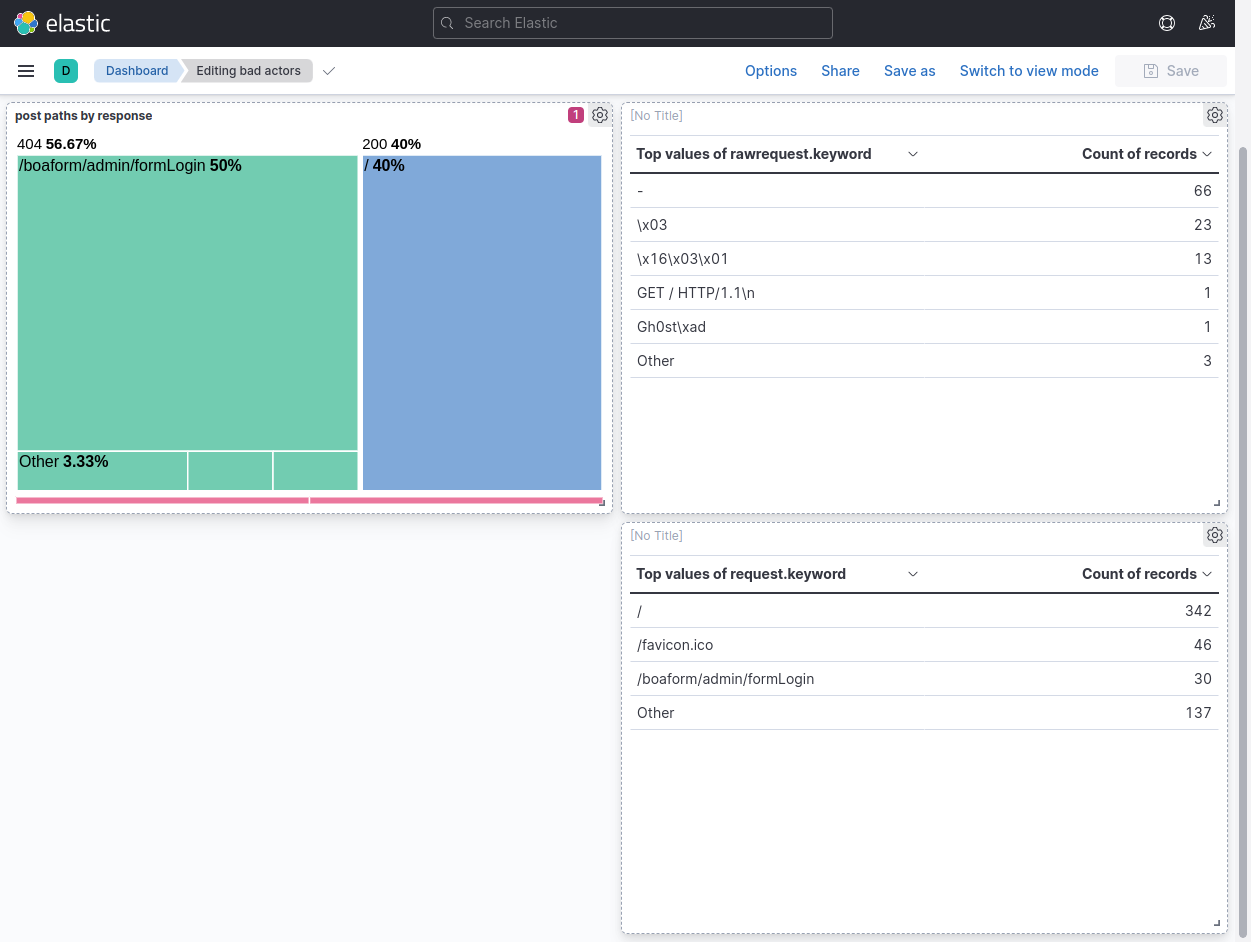 elastic
Search Elastic
D
Dashboard
Editing bad actors
Options
Share
Save as
Switch to view mode
Save
post paths by response
1
404 56.67%
200 40%
/boaform/admin/formLogin 50%
/ 40%
Other 3.33%
[No Title]
Top values of rawrequest.keyword Count of records
- 66
\x03 23
\x16\x03\x01 13
GET / HTTP/1.1\n 1
Gh0st\xad 1
Other 3
[No Title]
Top values of request.keyword Count of records
/ 342
/favicon.ico 46
/boaform/admin/formLogin 30
Other 137